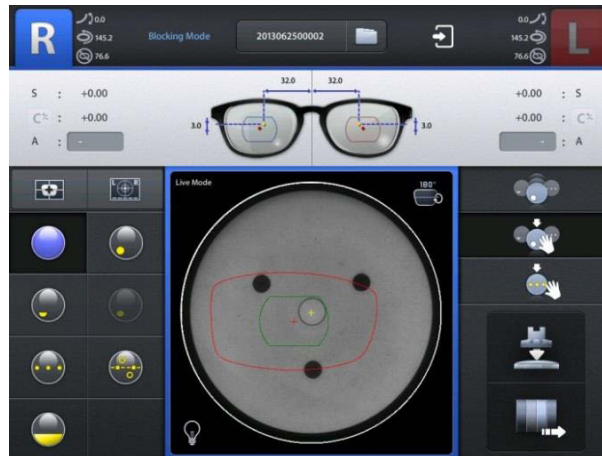 R
0.0
145.2
76.6
Blocking Mode
2013062500002
0.0
145.2
76.6
L
S : +0.00
C : +0.00
A : -
32.0 32.0
3.0
3.0
+0.00 : S
+0.00 : C
- : A
L R
Live Mode
180°